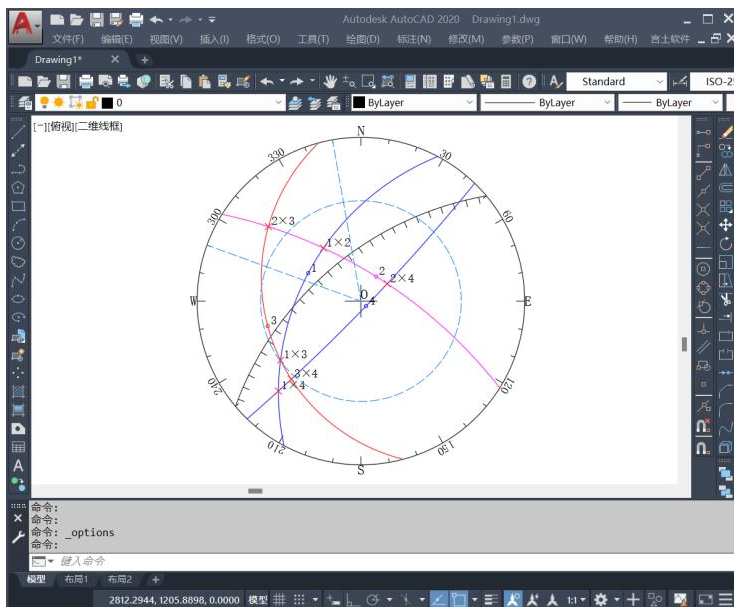 Autodesk AutoCAD 2020 Drawing1.dwg
文件(F) 编辑(E) 视图(V) 插入(I) 格式(O) 工具(T) 绘图(D) 标注(N) 修改(M) 参数(P) 窗口(W) 帮助(H) 岩土软件
Drawing1*
Standard ISO-25
0 ByLayer ByLayer ByLayer
[-][俯视][二维线框]
N
330 30
300 2×3 60
1×2
1 2 2×4
W O 4 E
3
1×3
3×4
240 1×4 120
210 150
S
命令:
命令:
命令: _options
命令:
键入命令
模型 布局1 布局2 +
2812.2944, 1205.8898, 0.0000 模型 1:1